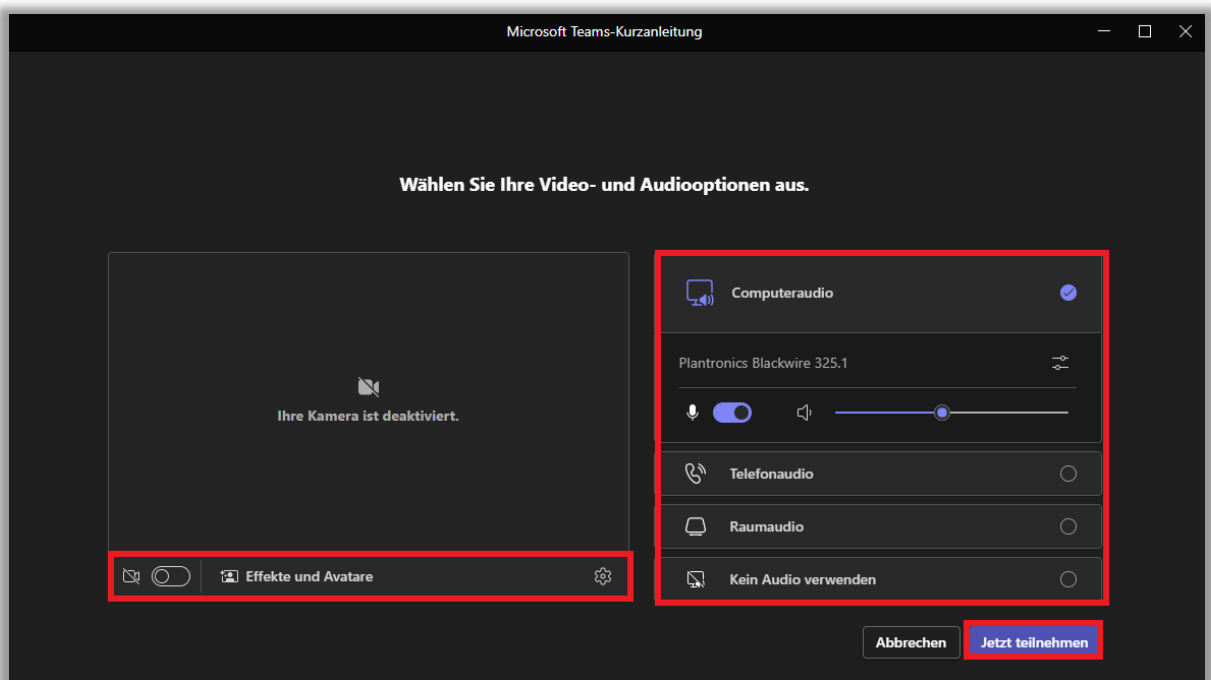 Microsoft Teams-Kurzanleitung
Wählen Sie Ihre Video- und Audiooptionen aus.
Ihre Kamera ist deaktiviert.
Effekte und Avatare
Computeraudio
Plantronics Blackwire 325.1
Telefonaudio
Raumaudio
Kein Audio verwenden
Abbrechen
Jetzt teilnehmen